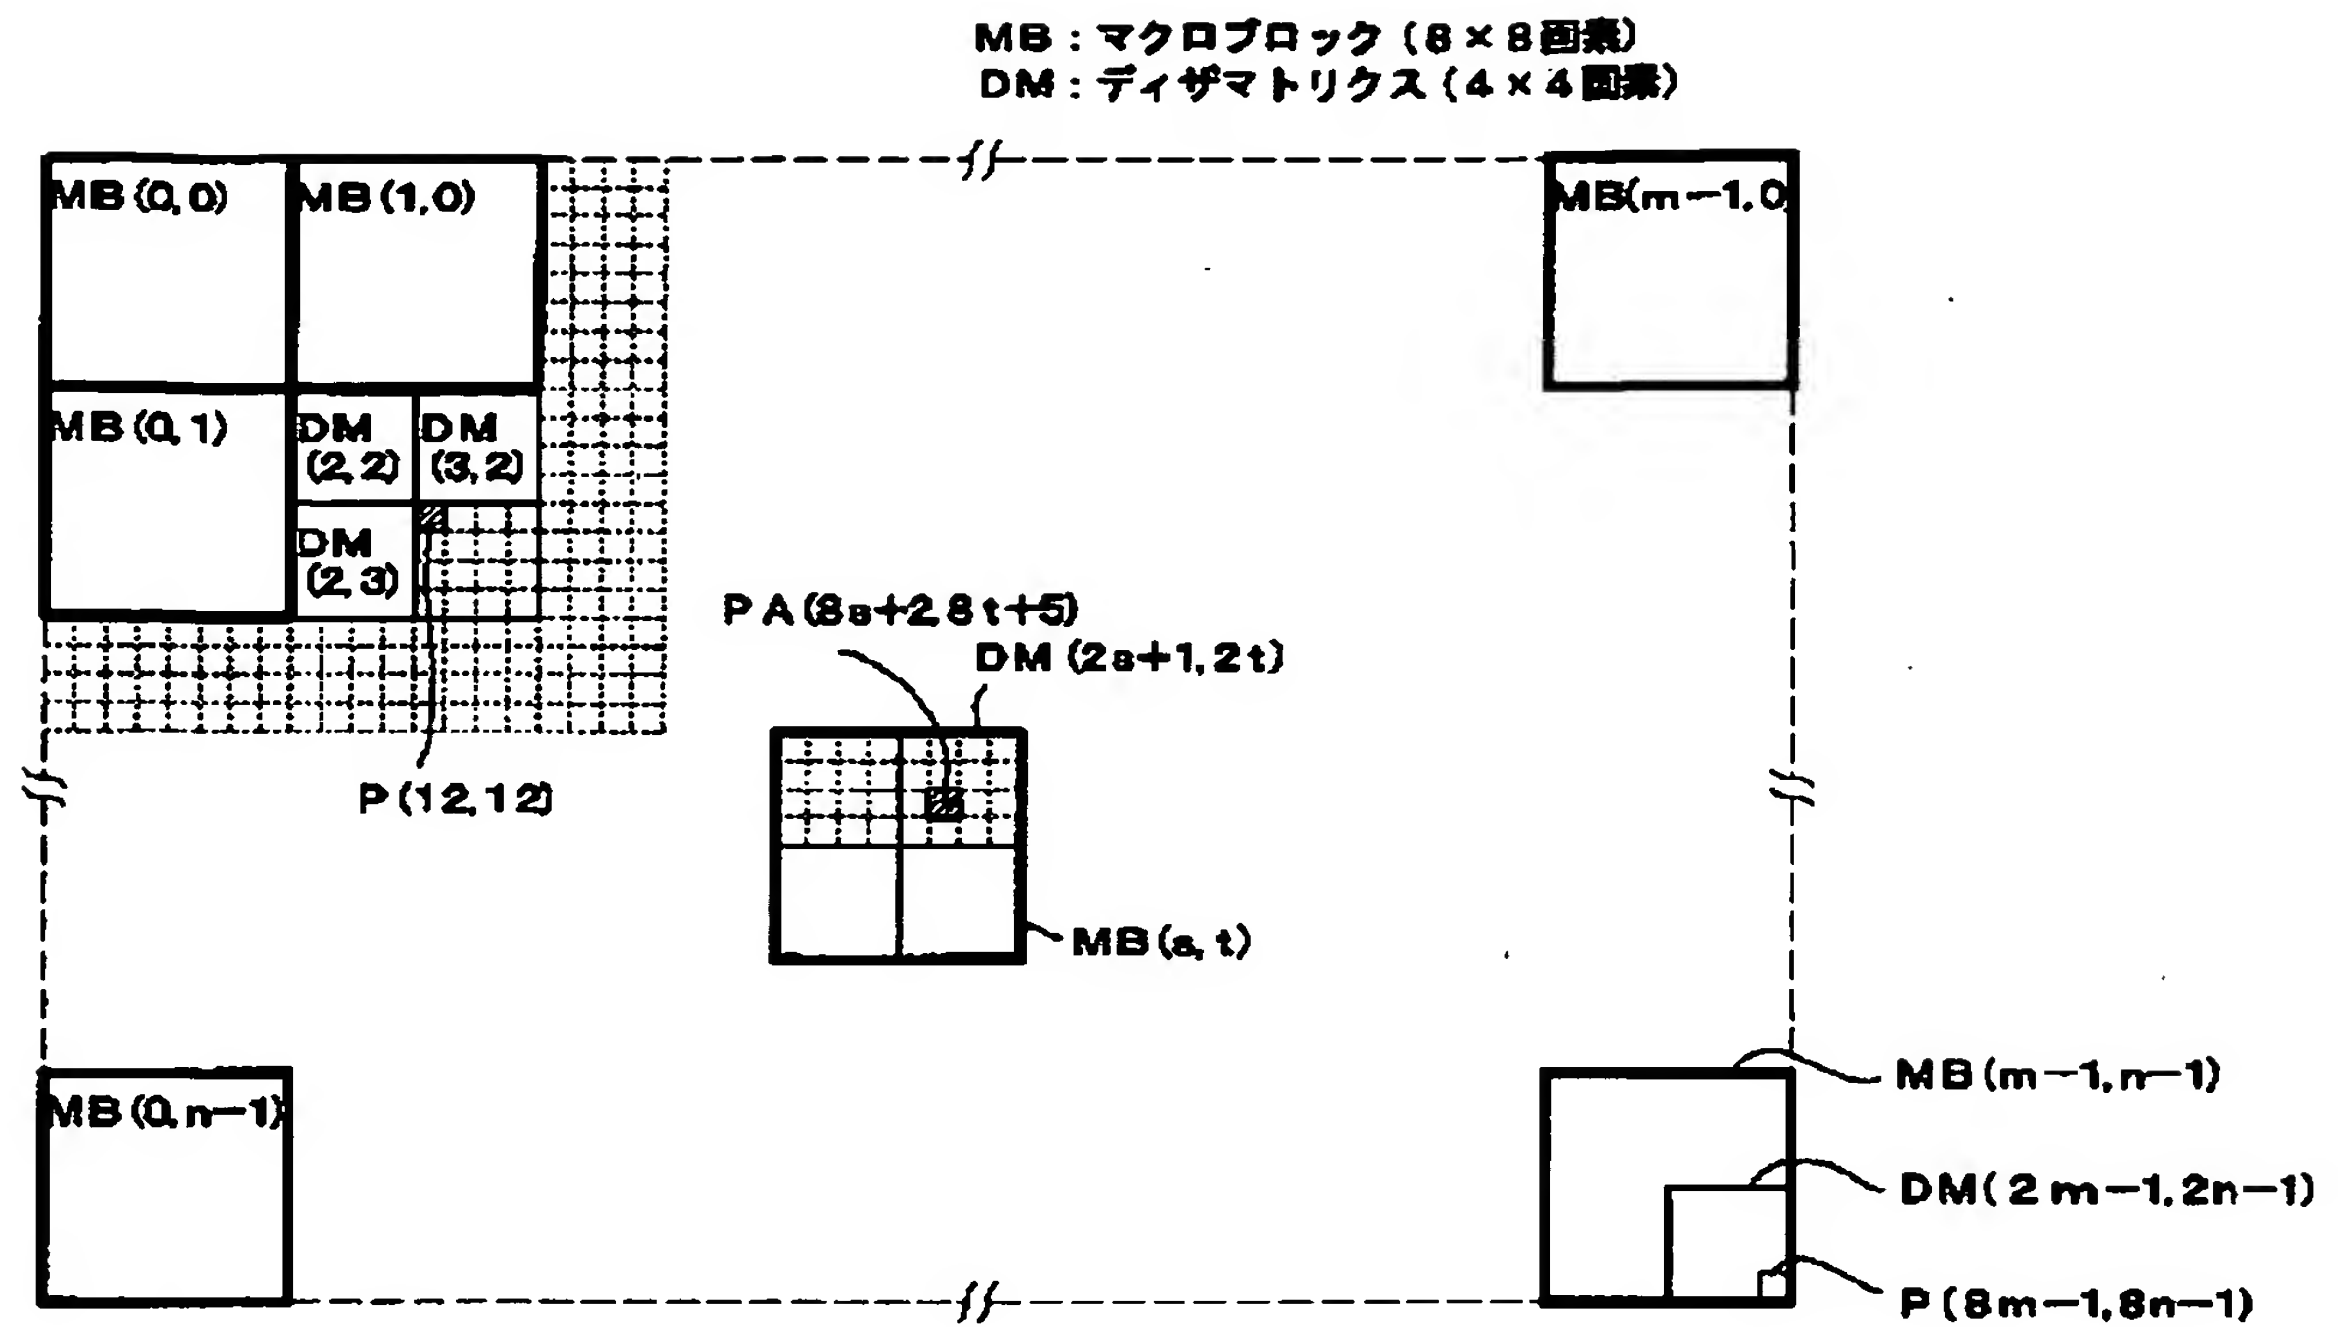 MB：マクロブロック（8×8画素）
DM：ディザマトリクス（4×4画素）
MB(0,0)
MB(1,0)
MB(m-1,0
MB(0,1)
DM
(2,2)
DM
(3,2)
DM
(2,3)
PA(8s+2,8t+5)
DM(2s+1,2t)
P(12,12)
MB(s,t)
MB(0,n-1)
MB(m-1,n-1)
DM(2m-1,2n-1)
P(8m-1,8n-1)